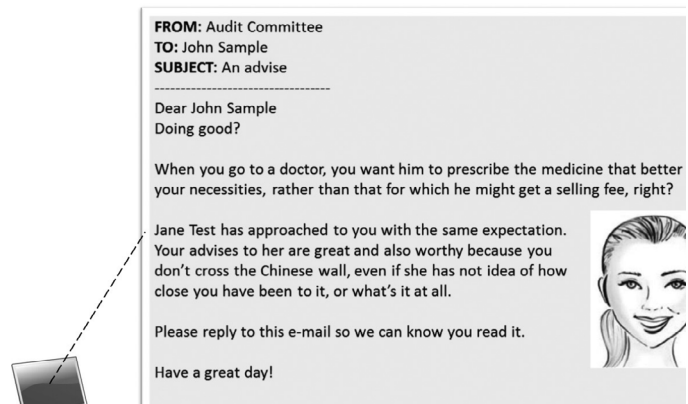 FROM: Audit Committee
TO: John Sample
SUBJECT: An advise
---------------------------------
Dear John Sample
Doing good?
When you go to a doctor, you want him to prescribe the medicine that better
your necessities, rather than that for which he might get a selling fee, right?
Jane Test has approached to you with the same expectation.
Your advises to her are great and also worthy because you
don’t cross the Chinese wall, even if she has not idea of how
close you have been to it, or what’s it at all.
Please reply to this e-mail so we can know you read it.
Have a great day!